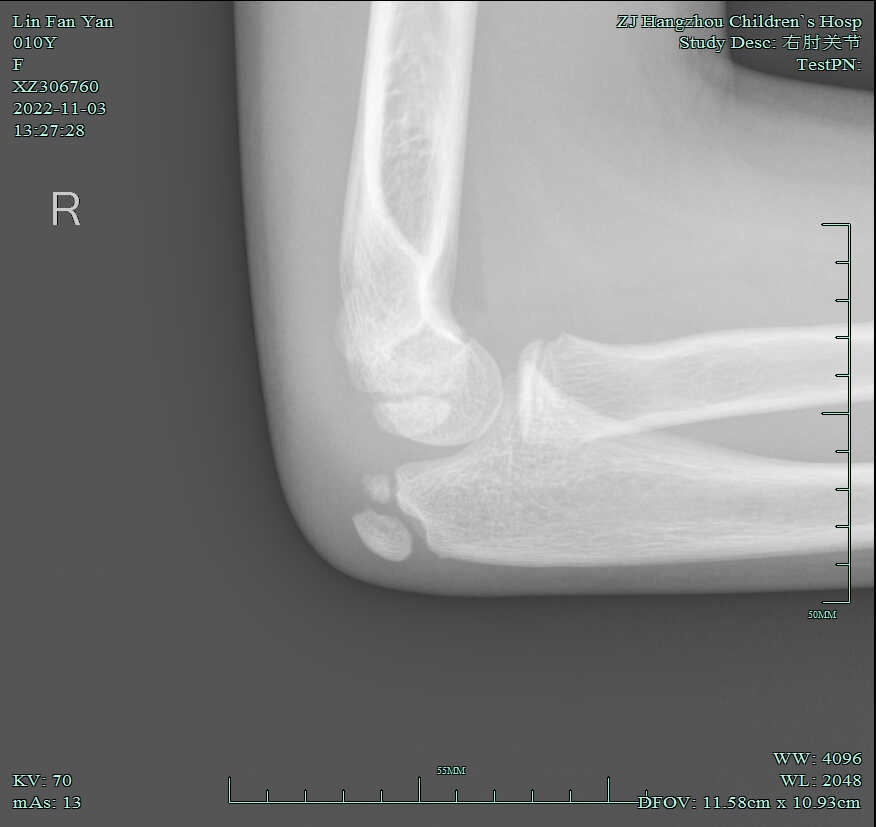 Lin Fan Yan
010Y
F
XZ306760
2022-11-03
13:27:28
ZJ Hangzhou Children`s Hosp
Study Desc: 右肘关节
TestPN:
R
50MM
55MM
KV: 70
mAs: 13
WW: 4096
WL: 2048
DFOV: 11.58cm x 10.93cm